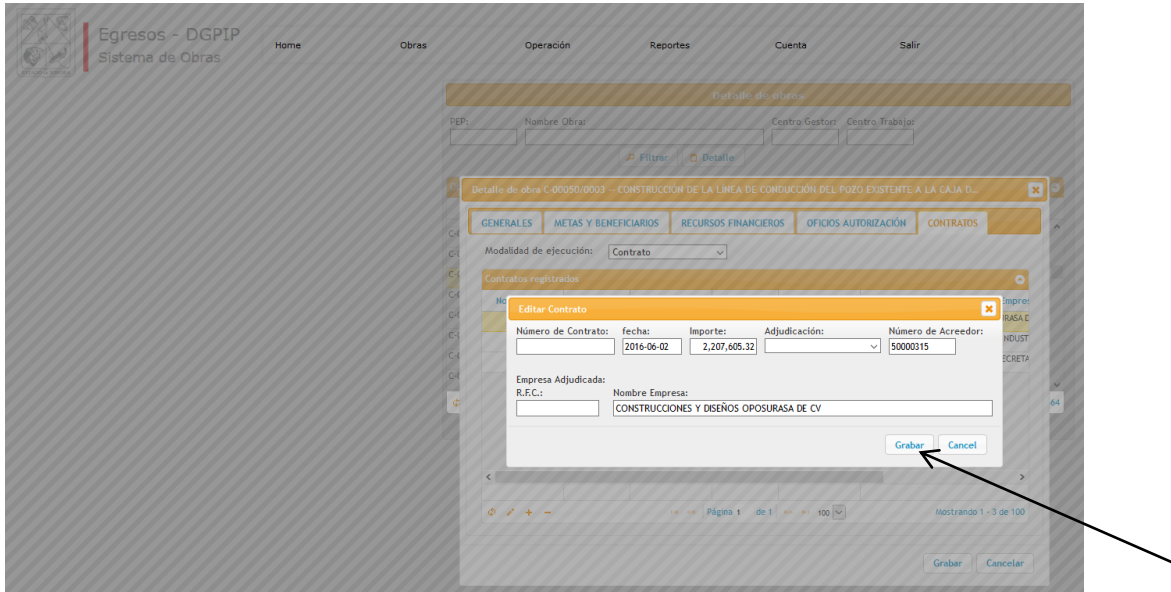 Egresos - DGPIP
Sistema de Obras
Home Obras Operación Reportes Cuenta Salir
Detalle de obras
PEP: Nombre Obra: Centro Gestor: Centro Trabajo:
Filtrar Detalle
Detalle de obra C-00050/0003 -- CONSTRUCCIÓN DE LA LÍNEA DE CONDUCCIÓN DEL POZO EXISTENTE A LA CAJA D...
GENERALES METAS Y BENEFICIARIOS RECURSOS FINANCIEROS OFICIOS AUTORIZACIÓN CONTRATOS
Modalidad de ejecución: Contrato
Contratos registrados
Editar Contrato
Número de Contrato: fecha: Importe: Adjudicación: Número de Acreedor:
2016-06-02 2,207,605.32 50000315
Empresa Adjudicada:
R.F.C.: Nombre Empresa:
CONSTRUCCIONES Y DISEÑOS OPOSURASA DE CV
Grabar Cancel
64
Página 1 de 1 100 Mostrando 1 - 3 de 100
Grabar Cancelar